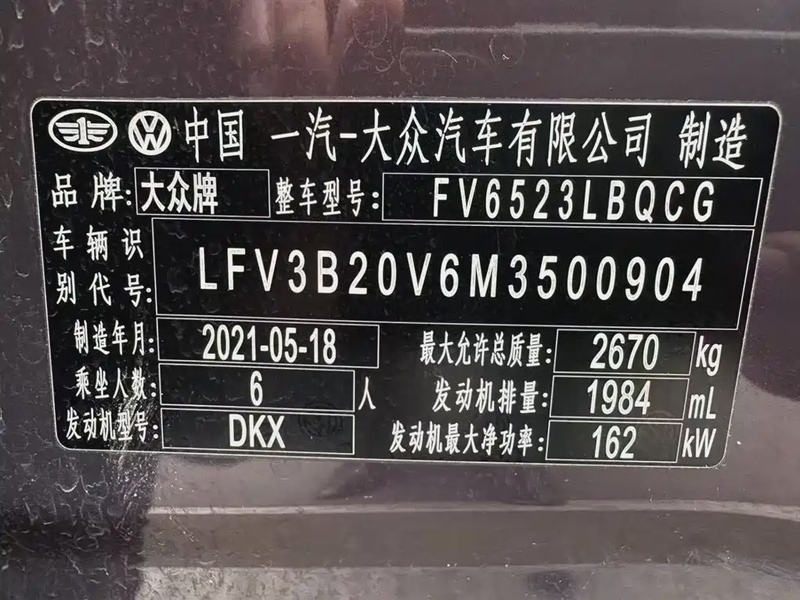 中国 一汽-大众汽车有限公司 制造
品牌: 大众牌 整车型号: FV6523LBQCG
车辆识别代号: LFV3B20V6M3500904
制造年月: 2021-05-18 最大允许总质量: 2670 kg
乘坐人数: 6 人 发动机排量: 1984 mL
发动机型号: DKX 发动机最大净功率: 162 kW